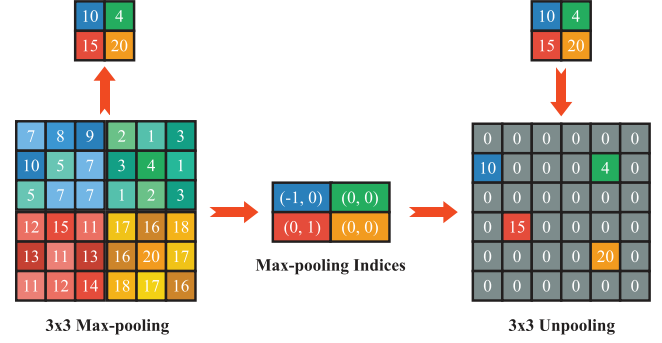 10 4
15 20
10 4
15 20
7 8 9 2 1 3
10 5 7 3 4 1
5 7 7 1 2 3
12 15 11 17 16 18
13 11 13 16 20 17
11 12 14 18 17 16
3x3 Max-pooling
(-1, 0) (0, 0)
(0, 1) (0, 0)
Max-pooling Indices
0 0 0 0 0 0
10 0 0 0 4 0
0 0 0 0 0 0
0 15 0 0 0 0
0 0 0 0 20 0
0 0 0 0 0 0
3x3 Unpooling